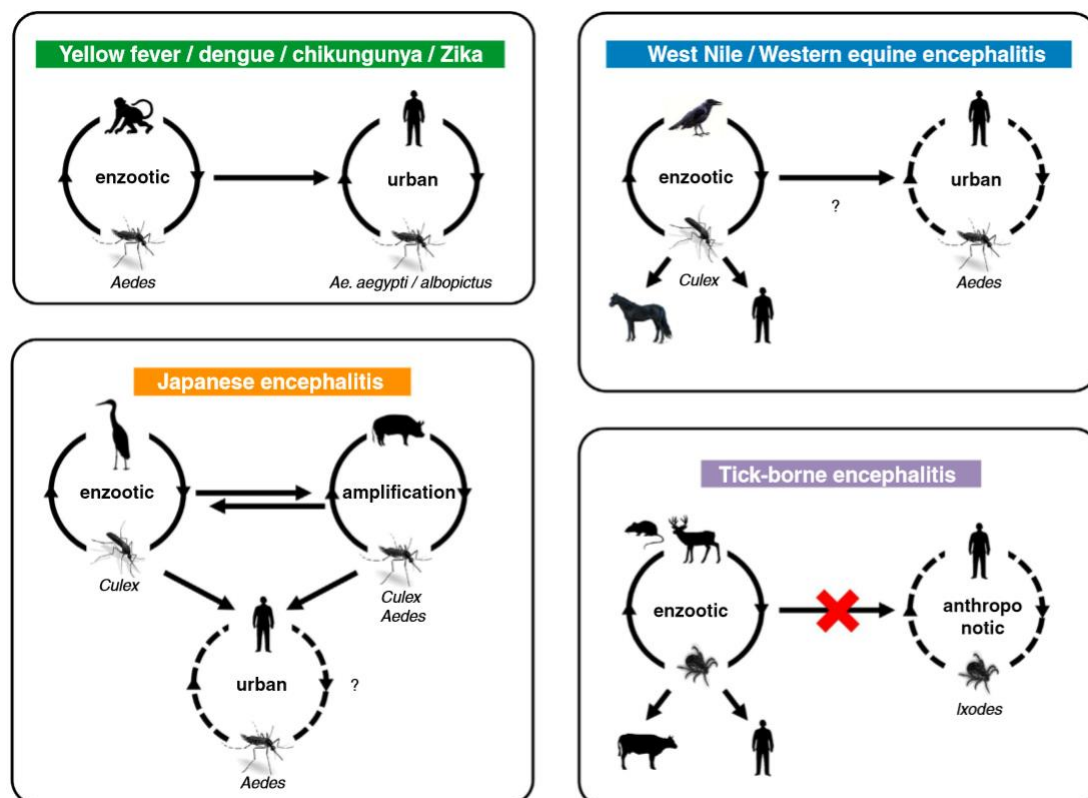 Yellow fever / dengue / chikungunya / Zika
enzootic
urban
Aedes
Ae. aegypti / albopictus
West Nile / Western equine encephalitis
enzootic
urban
?
Culex
Aedes
Japanese encephalitis
enzootic
amplification
Culex
Culex
Aedes
urban
?
Aedes
Tick-borne encephalitis
enzootic
anthropo
notic
Ixodes